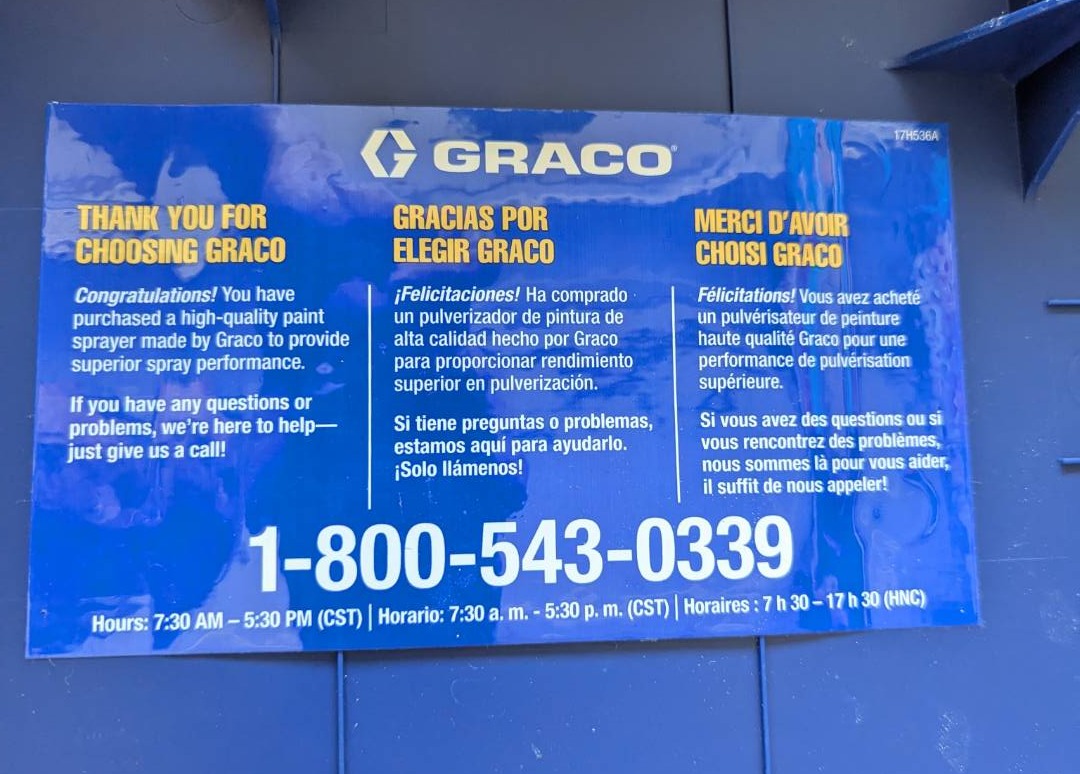 17H536A
GRACO
THANK YOU FOR
CHOOSING GRACO
Congratulations! You have
purchased a high-quality paint
sprayer made by Graco to provide
superior spray performance.
If you have any questions or
problems, we're here to help—
just give us a call!
GRACIAS POR
ELEGIR GRACO
¡Felicitaciones! Ha comprado
un pulverizador de pintura de
alta calidad hecho por Graco
para proporcionar rendimiento
superior en pulverización.
Si tiene preguntas o problemas,
estamos aquí para ayudarlo.
¡Solo llámenos!
MERCI D'AVOIR
CHOISI GRACO
Félicitations! Vous avez acheté
un pulvérisateur de peinture
haute qualité Graco pour une
performance de pulvérisation
supérieure.
Si vous avez des questions ou si
vous rencontrez des problèmes,
nous sommes là pour vous aider,
il suffit de nous appeler!
1-800-543-0339
Hours: 7:30 AM – 5:30 PM (CST) | Horario: 7:30 a. m. - 5:30 p. m. (CST) | Horaires : 7 h 30 – 17 h 30 (HNC)